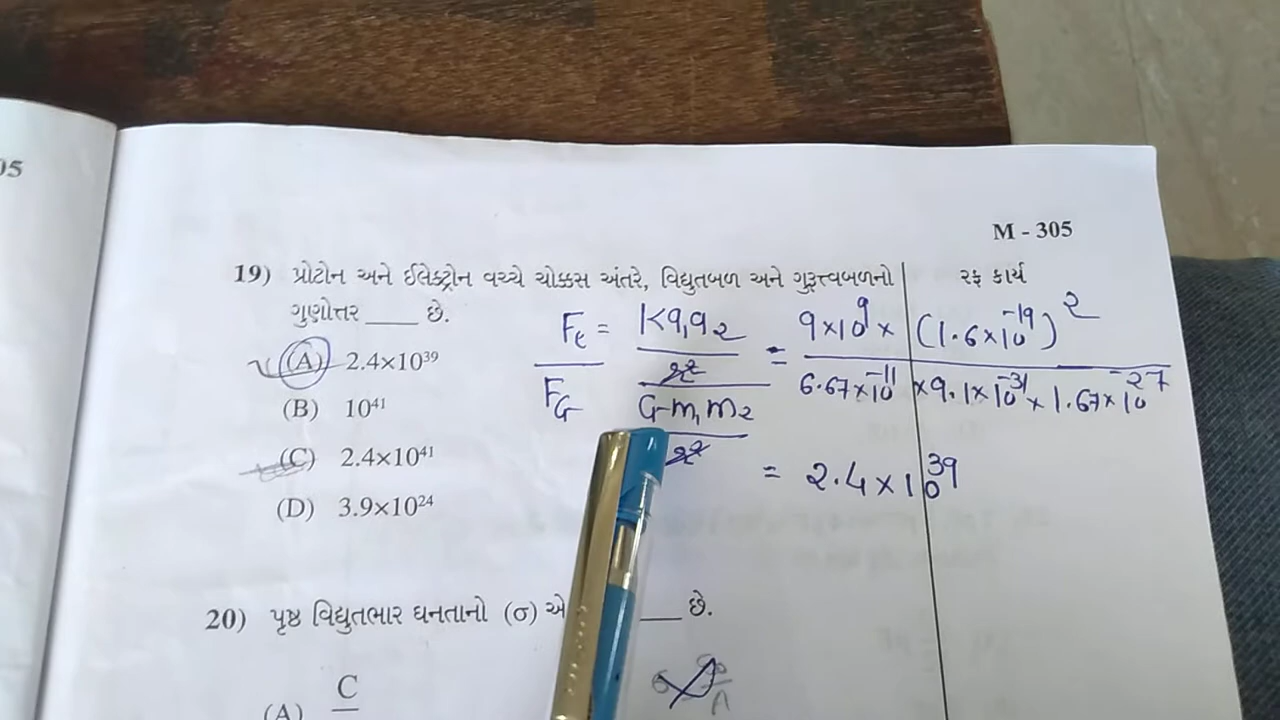 05
M - 305
19) પ્રોટોન અને ઈલેક્ટ્રોન વચ્ચે ચોક્કસ અંતરે, વિદ્યુતબળ અને ગુરૂત્વબળનો
રફ કાર્ય
ગુણોત્તર ____ છે.
(A) 2.4×10³⁹
(B) 10⁴¹
(C) 2.4×10⁴¹
(D) 3.9×10²⁴
FE = Kq1q2 = 9×10⁹ × (1.6×10⁻¹⁹)²
FG Gm1m2 6.67×10⁻¹¹ × 9.1×10⁻³¹ × 1.67×10⁻²⁷
= 2.4×10³⁹
20) પૃષ્ઠ વિદ્યુતભાર ઘનતાનો (σ) એ ____ છે.
(A) C
A